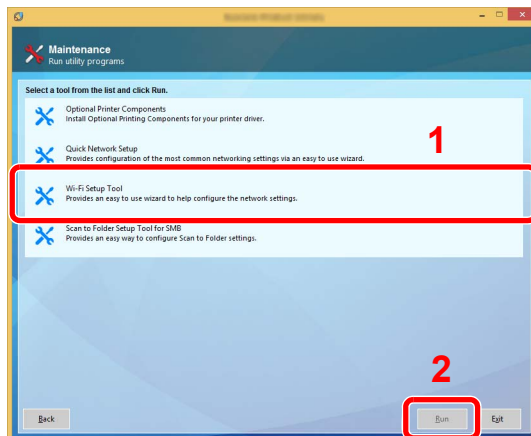 Maintenance
Run utility programs
Select a tool from the list and click Run.
Optional Printer Components
Install Optional Printing Components for your printer driver.
1
Quick Network Setup
Provides configuration of the most common networking settings via an easy to use wizard.
Wi-Fi Setup Tool
Provides an easy to use wizard to help configure the network settings.
Scan to Folder Setup Tool for SMB
Provides an easy way to configure Scan to Folder settings.
2
Back
Run
Exit